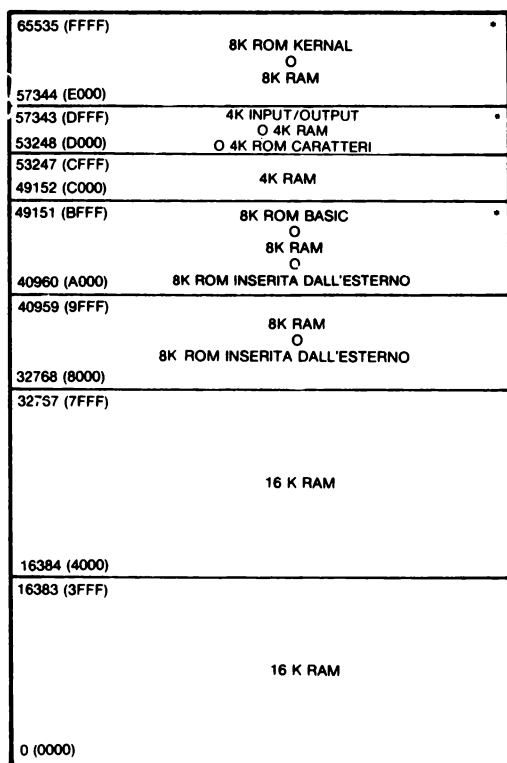 65535 (FFFF) *
8K ROM KERNAL
O
8K RAM
57344 (E000)
57343 (DFFF) 4K INPUT/OUTPUT *
O 4K RAM
53248 (D000) O 4K ROM CARATTERI
53247 (CFFF)
4K RAM
49152 (C000)
49151 (BFFF) 8K ROM BASIC *
O
8K RAM
O
40960 (A000) 8K ROM INSERITA DALL'ESTERNO
40959 (9FFF)
8K RAM
O
8K ROM INSERITA DALL'ESTERNO
32768 (8000)
32767 (7FFF)
16 K RAM
16384 (4000)
16383 (3FFF)
16 K RAM
0 (0000)